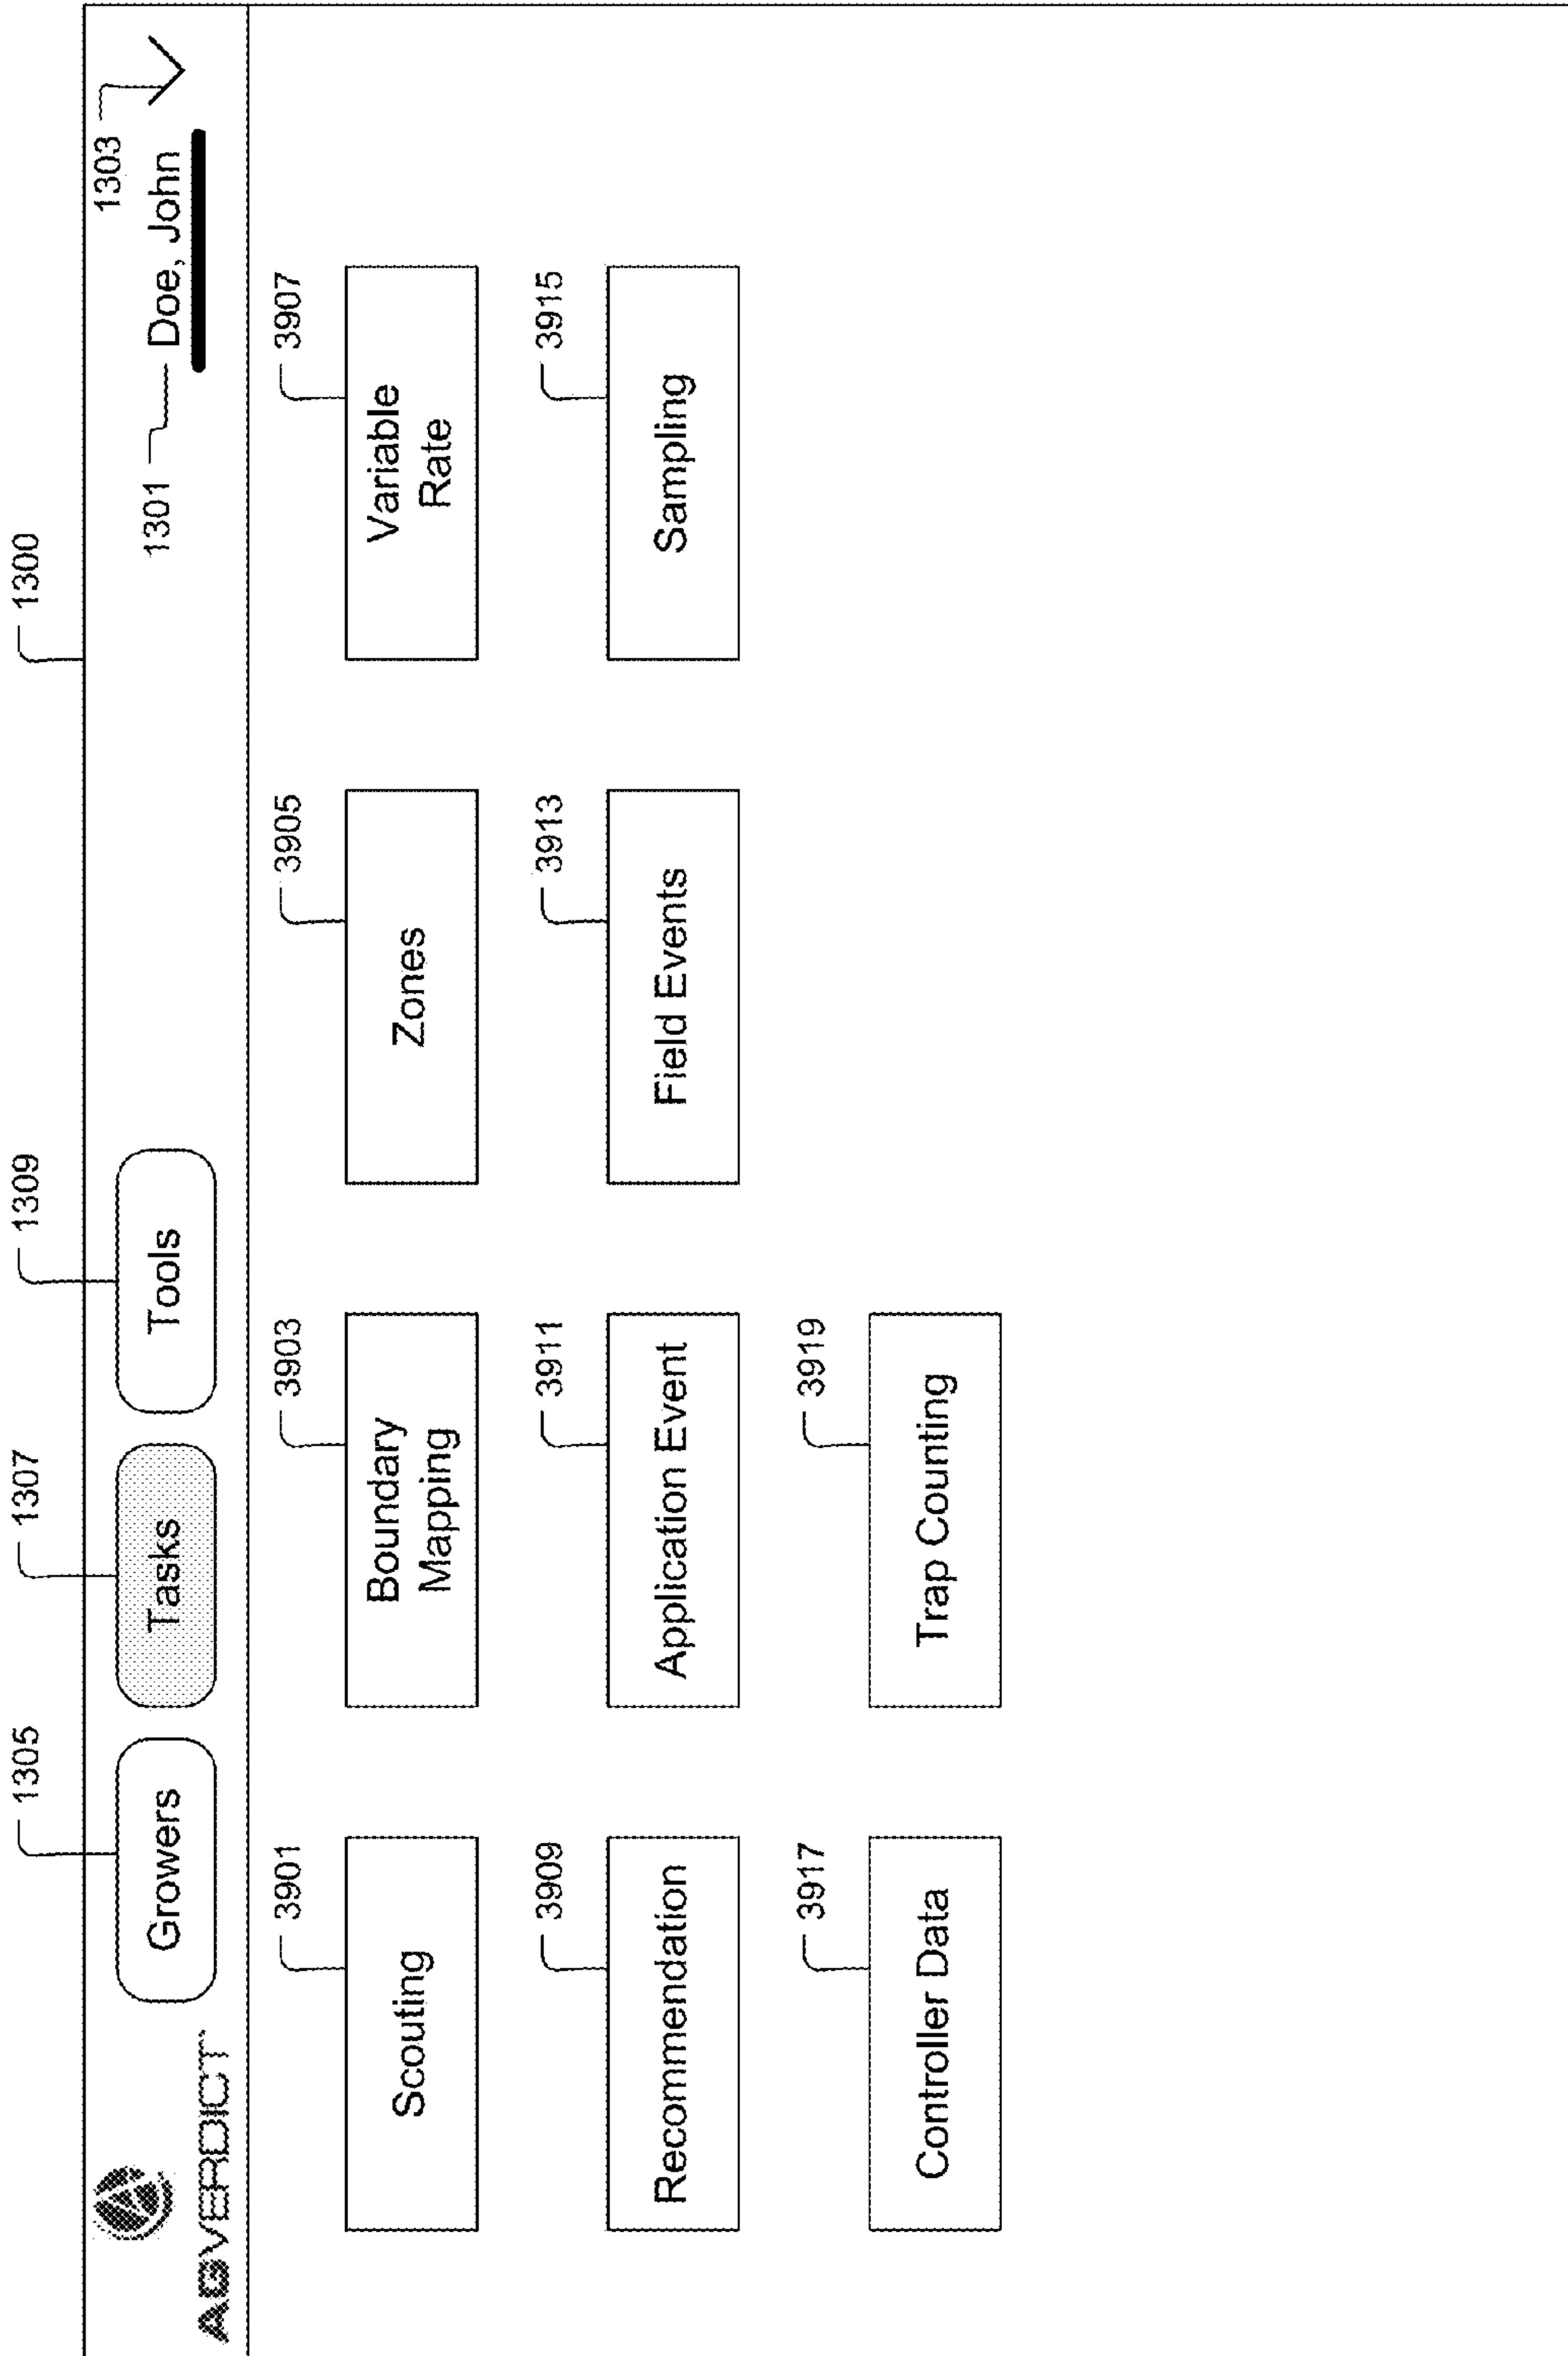 1300
1305
1307
1309
1303
AGVERDICT
Growers
Tasks
Tools
1301
Doe, John
3901
3903
3905
3907
Scouting
Boundary
Mapping
Zones
Variable
Rate
3909
3911
3913
3915
Recommendation
Application Event
Field Events
Sampling
3917
3919
Controller Data
Trap Counting